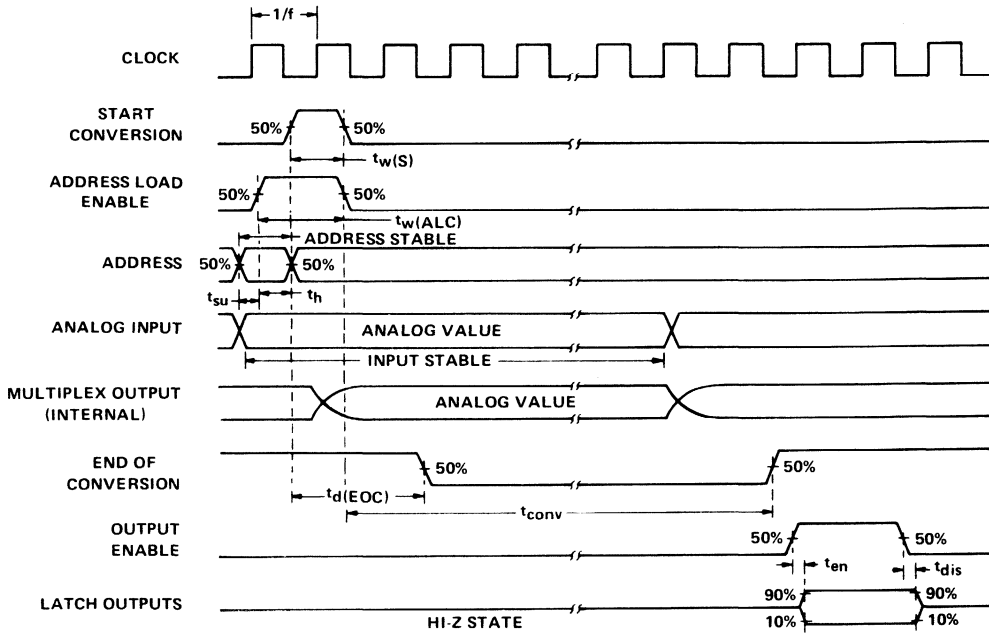 1/f
CLOCK
START
CONVERSION
50%
50%
tw(S)
ADDRESS LOAD
ENABLE
50%
50%
tw(ALC)
ADDRESS STABLE
ADDRESS
50%
50%
tsu
th
ANALOG INPUT
ANALOG VALUE
INPUT STABLE
MULTIPLEX OUTPUT
(INTERNAL)
ANALOG VALUE
END OF
CONVERSION
50%
50%
td(EOC)
tconv
OUTPUT
ENABLE
50%
50%
ten
tdis
LATCH OUTPUTS
90%
90%
10%
10%
HI-Z STATE